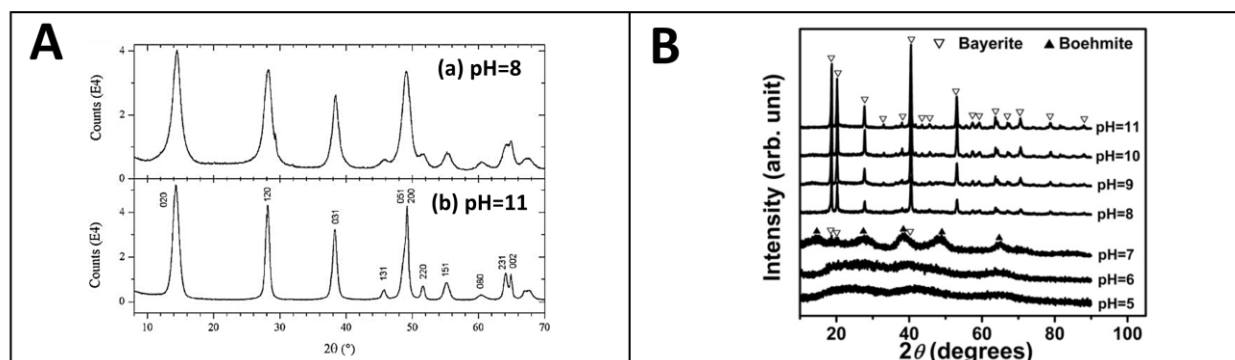 A
(a) pH=8
Counts (E4)
4
2
0
(b) pH=11
Counts (E4)
4
2
0
020
120
031
131
051
200
220
151
080
231
002
10
20
30
40
50
60
70
2θ (°)
B
▽ Bayerite ▲ Boehmite
Intensity (arb. unit)
pH=11
pH=10
pH=9
pH=8
pH=7
pH=6
pH=5
20 40 60 80 100
2θ (degrees)